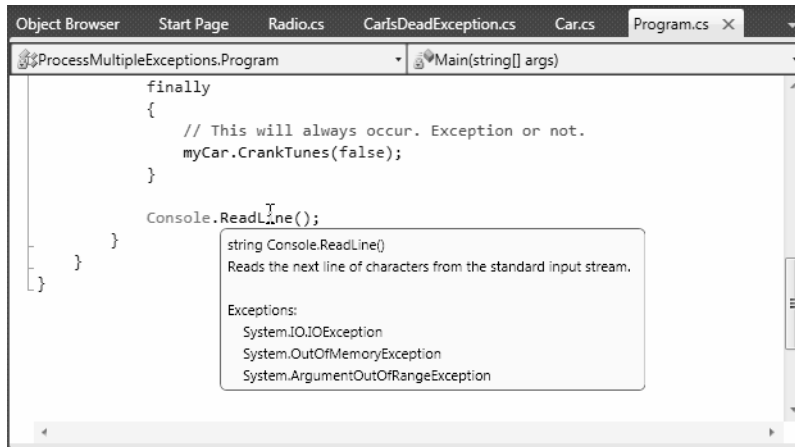 Object Browser Start Page Radio.cs CarIsDeadException.cs Car.cs Program.cs
ProcessMultipleExceptions.Program Main(string[] args)
finally
{
// This will always occur. Exception or not.
myCar.CrankTunes(false);
}
Console.ReadLine();
}
}
}
string Console.ReadLine()
Reads the next line of characters from the standard input stream.
Exceptions:
System.IO.IOException
System.OutOfMemoryException
System.ArgumentOutOfRangeException